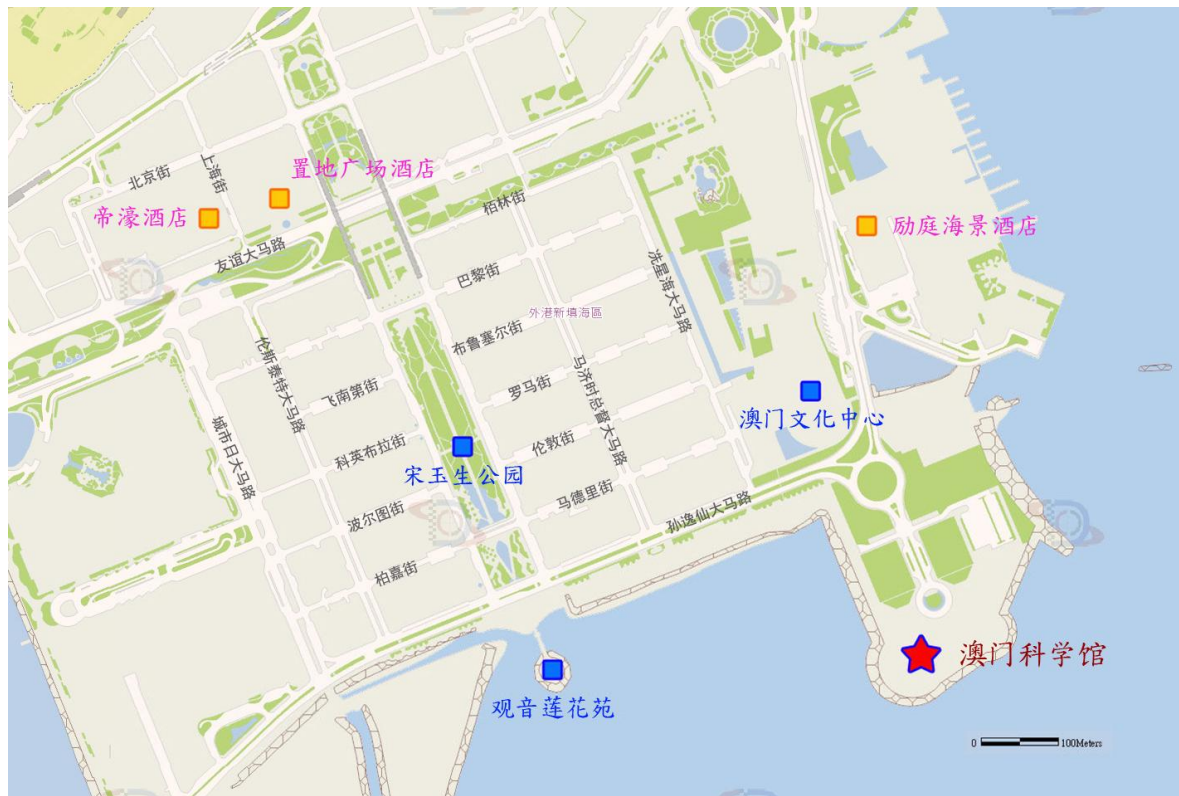 置地广场酒店
上海街
北京街
帝濠酒店
友谊大马路
柏林街
励庭海景酒店
巴黎街
洗星海大马路
外港新填海區
布鲁塞尔街
伦斯泰特大马路
飞南第街
罗马街
马济时总督大马路
澳门文化中心
城市日大马路
科英布拉街
宋玉生公园
伦敦街
波尔图街
马德里街
孙逸仙大马路
柏嘉街
澳门科学馆
观音莲花苑
0 100Meters